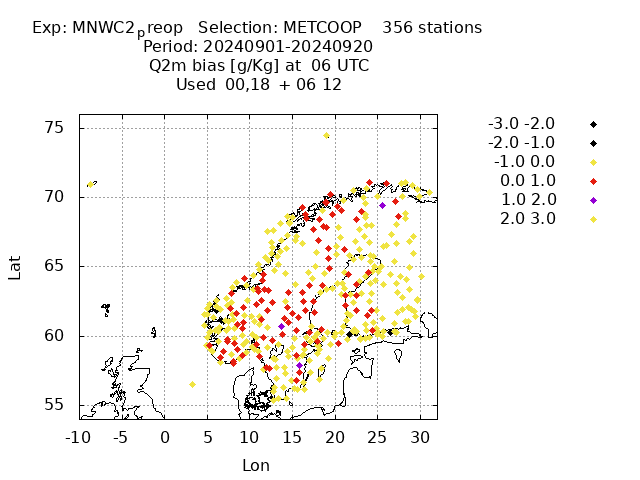 Exp: MNWC2preop   Selection: METCOOP    356 stations
Period: 20240901-20240920
Q2m bias [g/Kg] at  06 UTC
Used  00,18  + 06 12
-3.0 -2.0
-2.0 -1.0
-1.0 0.0
0.0 1.0
1.0 2.0
2.0 3.0
Lat
75
70
65
60
55
-10 -5 0 5 10 15 20 25 30
Lon